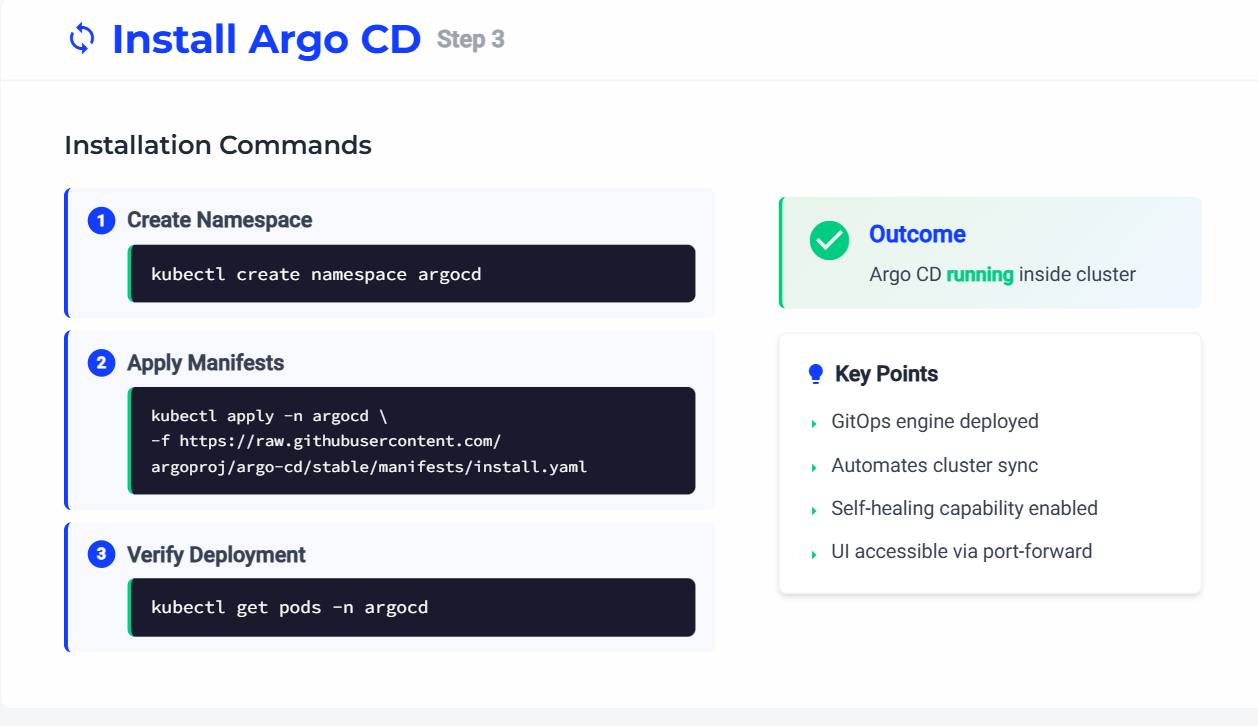 Install Argo CD Step 3
Installation Commands
1 Create Namespace
kubectl create namespace argocd
2 Apply Manifests
kubectl apply -n argocd \
-f https://raw.githubusercontent.com/
argoproj/argo-cd/stable/manifests/install.yaml
3 Verify Deployment
kubectl get pods -n argocd
Outcome
Argo CD running inside cluster
Key Points
GitOps engine deployed
Automates cluster sync
Self-healing capability enabled
UI accessible via port-forward